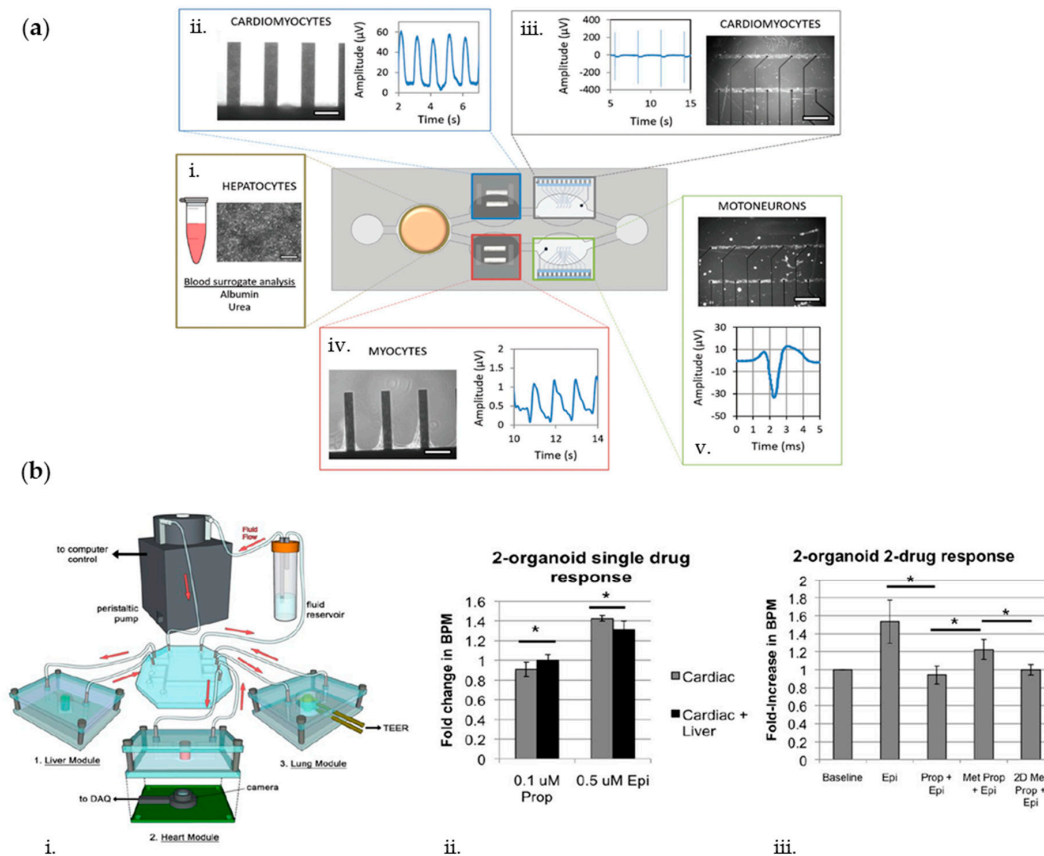 (a)
ii.
CARDIOMYOCYTES
Amplitude (µV)
60
40
20
0
2
4
6
Time (s)
iii.
CARDIOMYOCYTES
Amplitude (µV)
400
200
0
-200
-400
5
10
15
Time (s)
i.
HEPATOCYTES
Blood surrogate analysis
Albumin
Urea
iv.
MYOCYTES
Amplitude (µV)
2
1.5
1
0.5
0
10
12
14
Time (s)
MOTONEURONS
Amplitude (µV)
30
10
-10
-30
-50
0 1 2 3 4 5
Time (ms)
v.
(b)
to computer
control
peristaltic
pump
Fluid
Flow
fluid
reservoir
TEER
1. Liver Module
3. Lung Module
to DAQ
camera
2. Heart Module
i.
2-organoid single drug
response
Fold change in BPM
1.6
1.4
1.2
1
0.8
0.6
0.4
0.2
0
*
*
0.1 uM
Prop
0.5 uM Epi
Cardiac
Cardiac +
Liver
ii.
2-organoid 2-drug response
Fold-increase in BPM
2
1.8
1.6
1.4
1.2
1
0.8
0.6
0.4
0.2
0
*
*
*
Baseline
Epi
Prop +
Epi
Met Prop
+ Epi
2D Met
Prop +
Epi
iii.